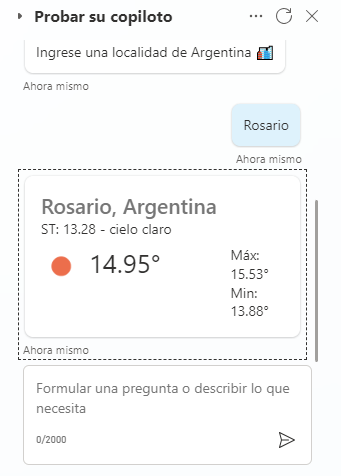 Probar su copiloto
Ingrese una localidad de Argentina
Ahora mismo
Rosario
Ahora mismo
Rosario, Argentina
ST: 13.28 - cielo claro
14.95°
Máx:
15.53°
Min:
13.88°
Ahora mismo
Formular una pregunta o describir lo que
necesita
0/2000